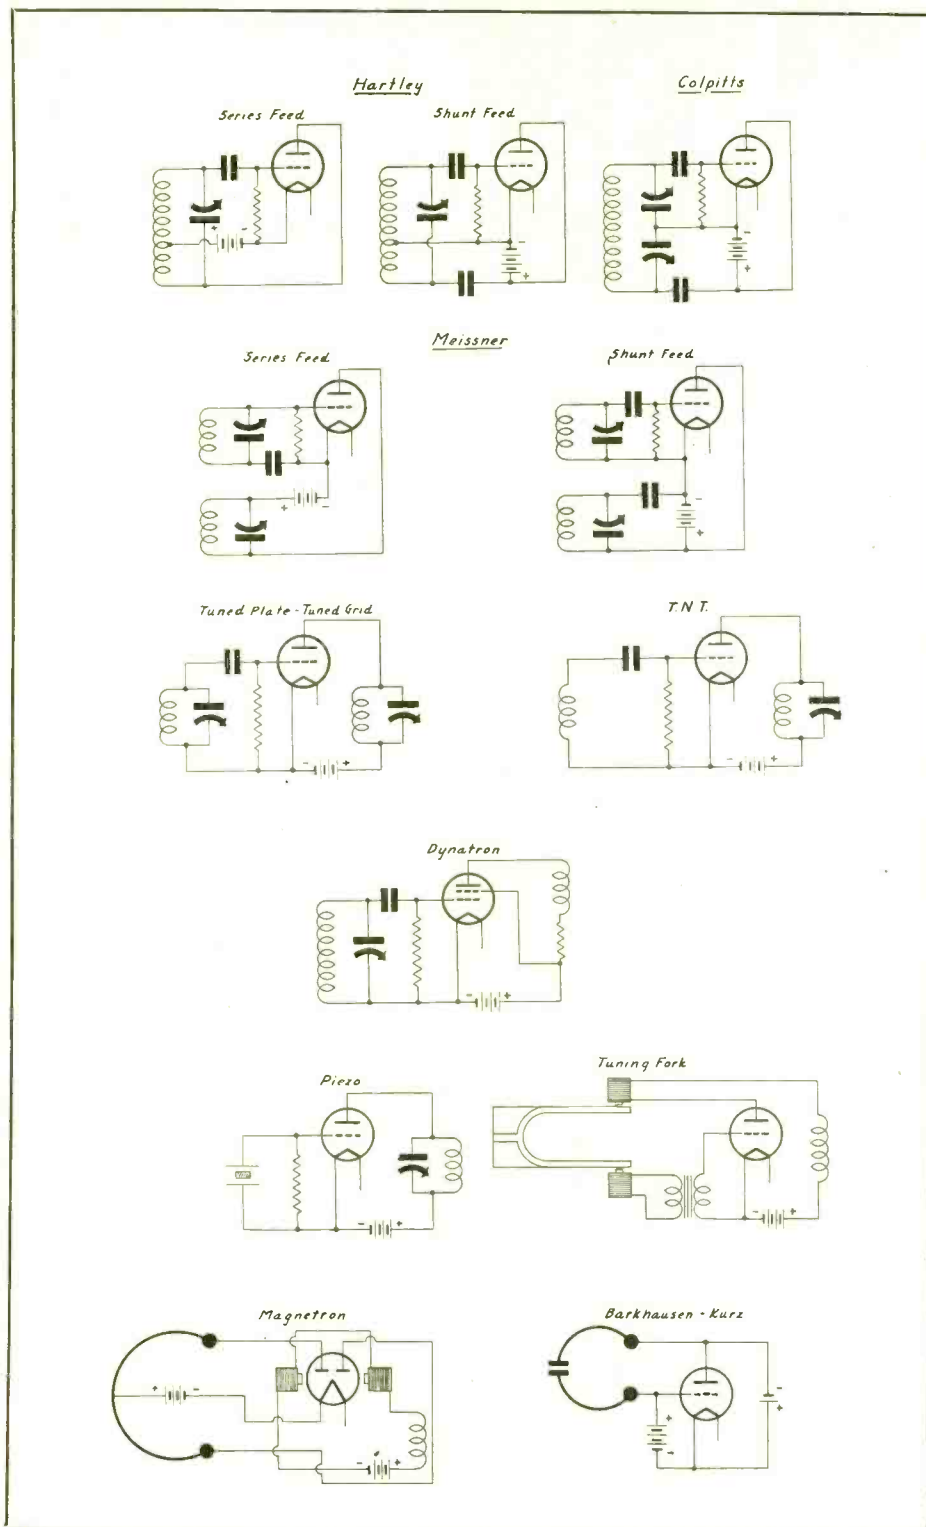 Hartley
Colpitts
Series Feed
Shunt Feed
Meissner
Series Feed
Shunt Feed
Tuned Plate - Tuned Grid
T.N.T.
Dynatron
Piezo
Tuning Fork
Magnetron
Barkhausen - Kurz